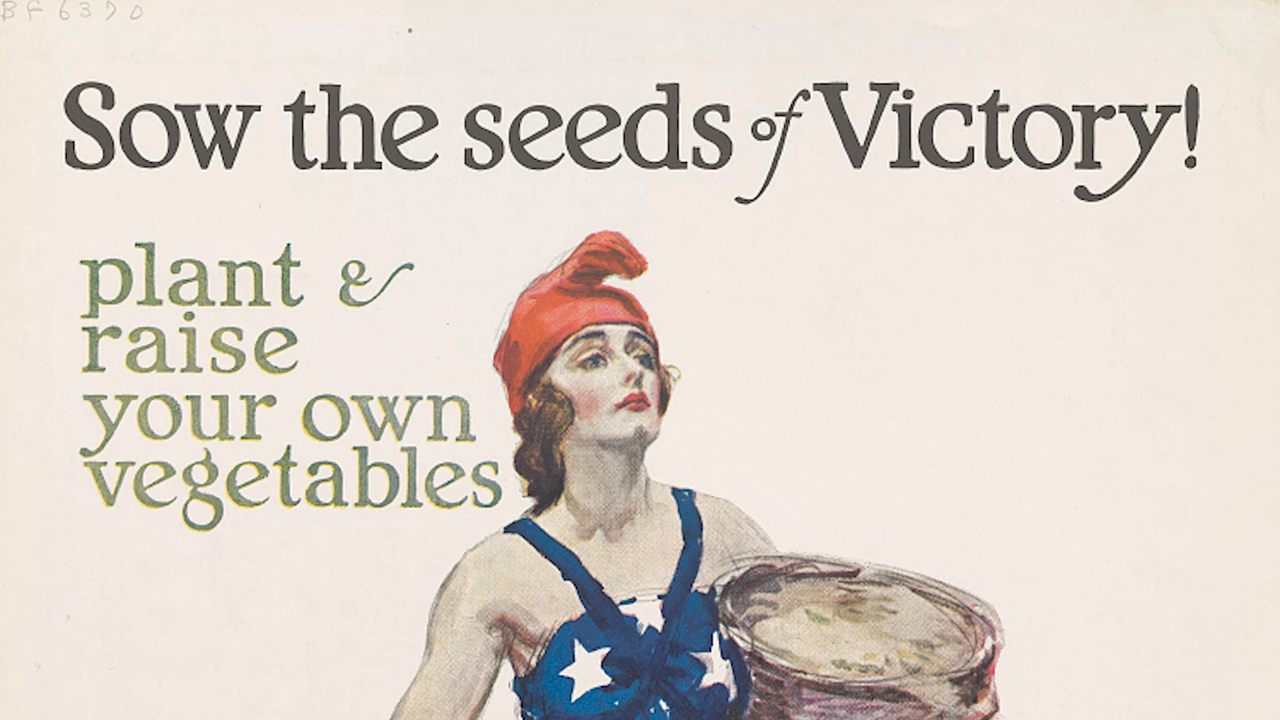 BF6370
Sow the seeds of Victory!
plant &
raise
your own
vegetables